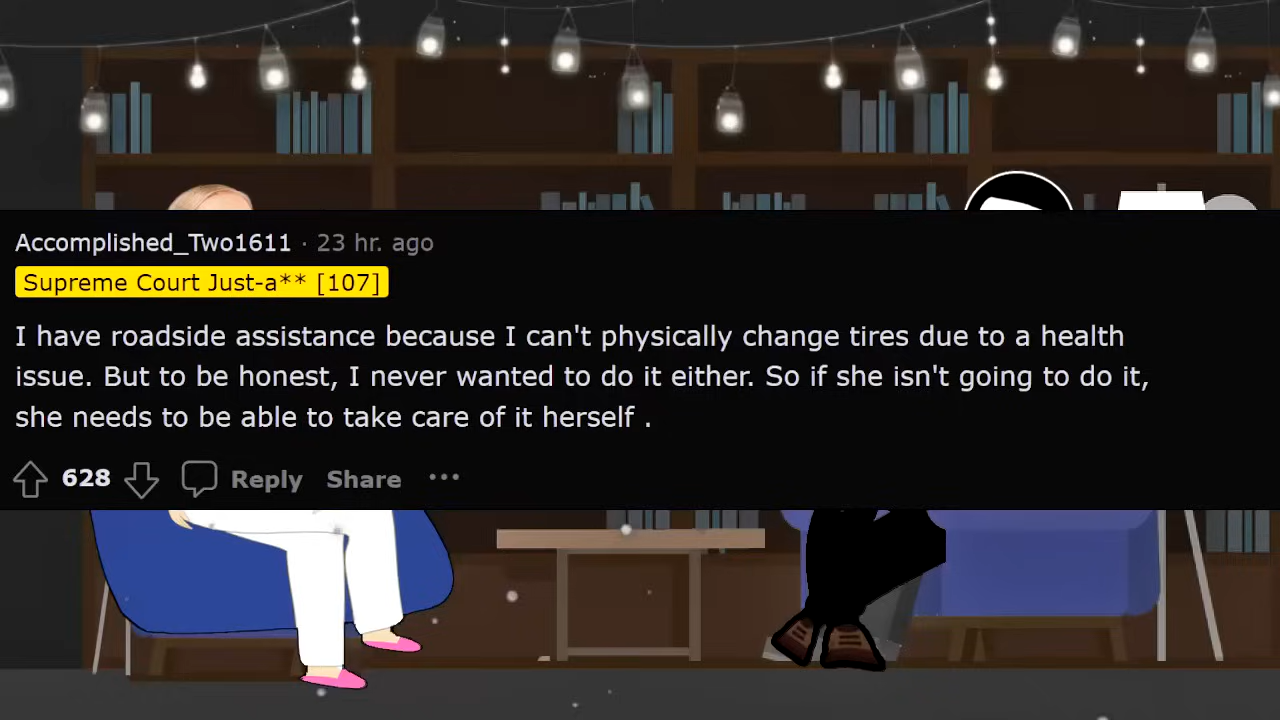 Accomplished_Two1611 · 23 hr. ago
Supreme Court Just-a** [107]
I have roadside assistance because I can't physically change tires due to a health
issue. But to be honest, I never wanted to do it either. So if she isn't going to do it,
she needs to be able to take care of it herself .
628 Reply Share ···